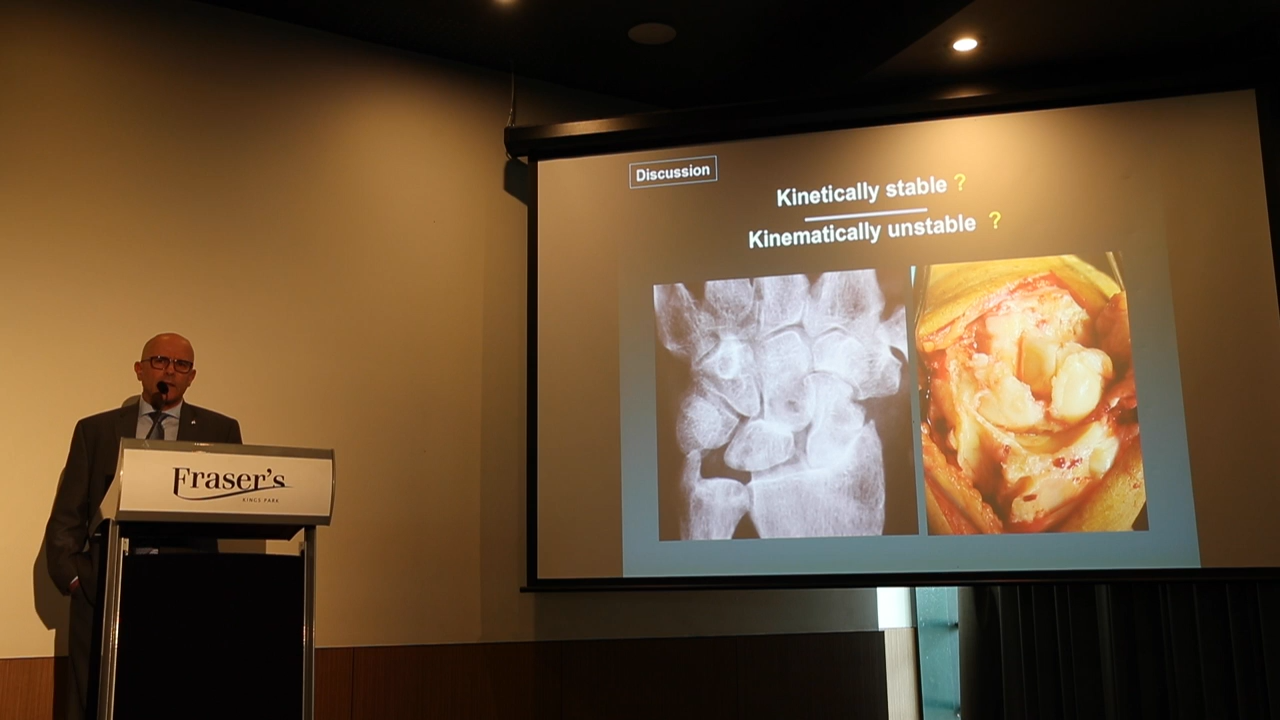 Discussion
Kinetically stable ?
Kinematically unstable ?
Fraser's
KINGS PARK